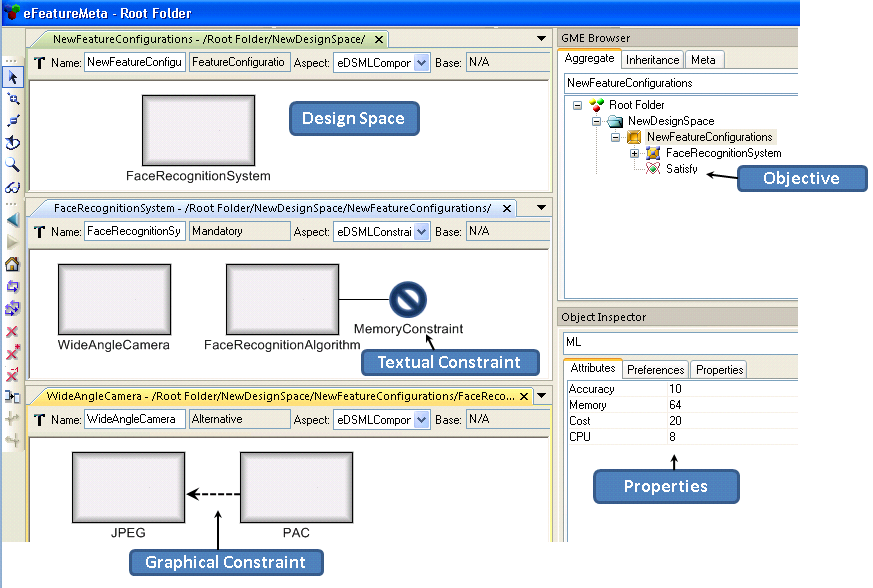 eFeatureMeta - Root Folder
NewFeatureConfigurations - /Root Folder/NewDesignSpace/
Name: NewFeatureConfigu FeatureConfiguratio Aspect: eDSMLCompor Base: N/A
Design Space
FaceRecognitionSystem
FaceRecognitionSystem - /Root Folder/NewDesignSpace/NewFeatureConfigurations/
Name: FaceRecognitionSy Mandatory Aspect: eDSMLConstrai Base: N/A
WideAngleCamera
FaceRecognitionAlgorithm
MemoryConstraint
Textual Constraint
WideAngleCamera - /Root Folder/NewDesignSpace/NewFeatureConfigurations/FaceReco...
Name: WideAngleCamera Alternative Aspect: eDSMLCompor Base: N/A
JPEG
PAC
Graphical Constraint
GME Browser
Aggregate Inheritance Meta
NewFeatureConfigurations
Root Folder
NewDesignSpace
NewFeatureConfigurations
FaceRecognitionSystem
Satisfy
Objective
Object Inspector
ML
Attributes Preferences Properties
Accuracy 10
Memory 64
Cost 20
CPU 8
Properties